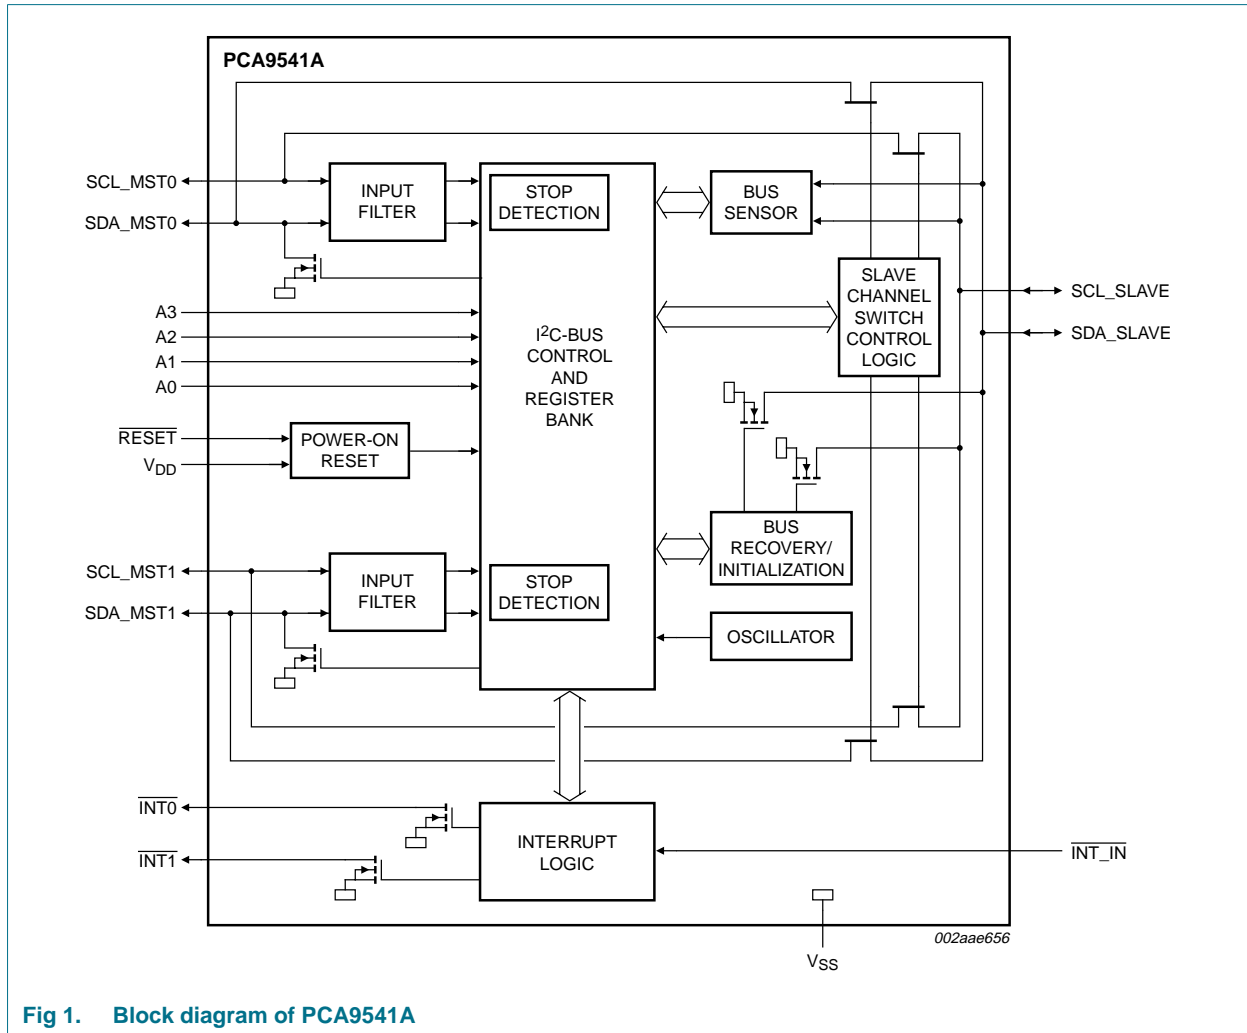 PCA9541A
SCL_MST0
SDA_MST0
INPUT
FILTER
STOP
DETECTION
BUS
SENSOR
A3
A2
A1
A0
I²C-BUS
CONTROL
AND
REGISTER
BANK
SLAVE
CHANNEL
SWITCH
CONTROL
LOGIC
SCL_SLAVE
SDA_SLAVE
RESET
VDD
POWER-ON
RESET
BUS
RECOVERY/
INITIALIZATION
SCL_MST1
SDA_MST1
INPUT
FILTER
STOP
DETECTION
OSCILLATOR
INT0
INT1
INTERRUPT
LOGIC
INT_IN
VSS
002aae656
Fig 1. Block diagram of PCA9541A